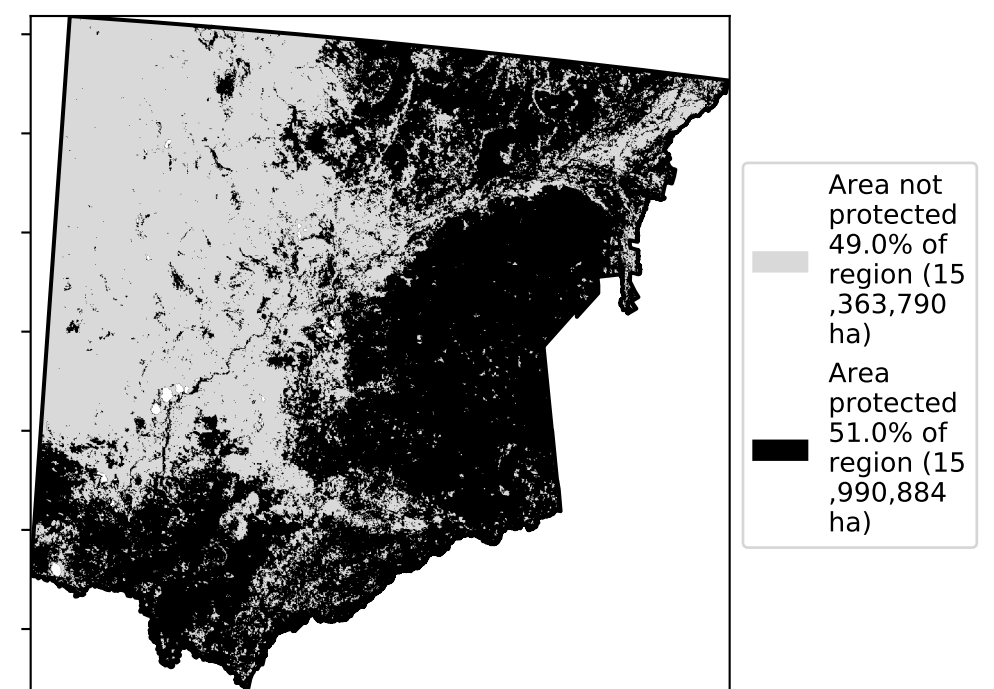 Area not
protected
49.0% of
region (15
,363,790
ha)
Area
protected
51.0% of
region (15
,990,884
ha)